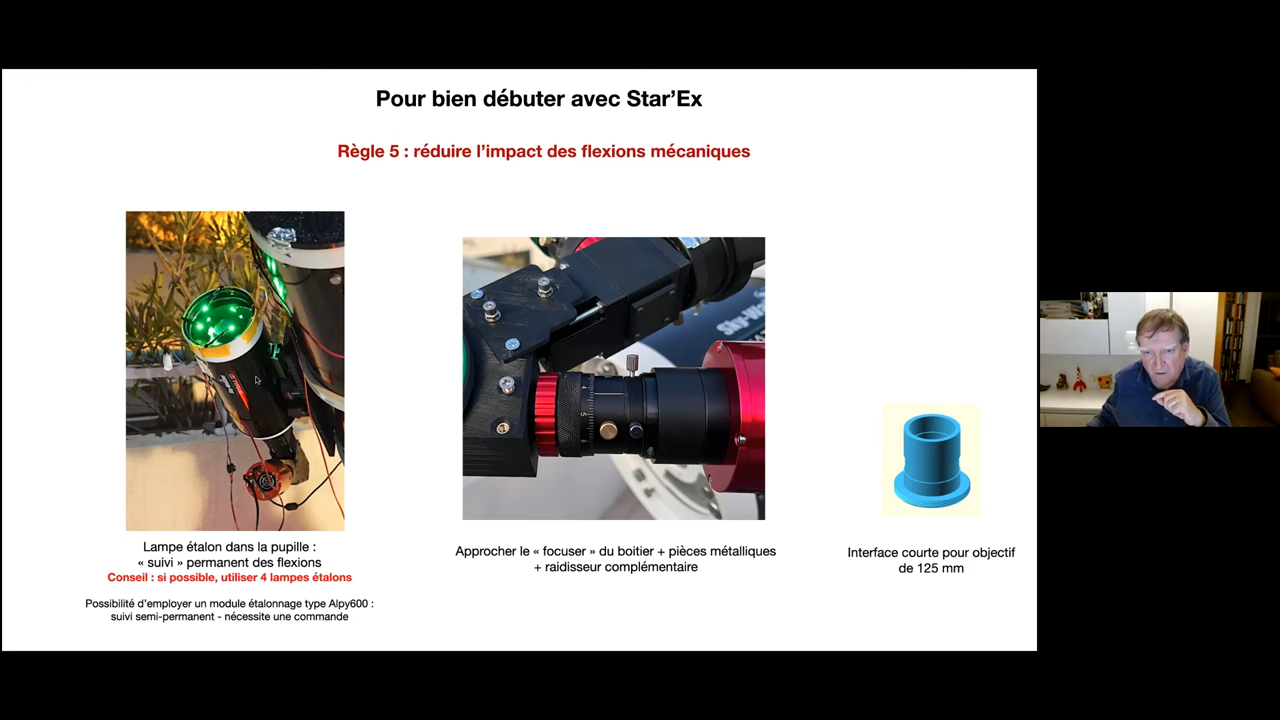 Pour bien débuter avec Star’Ex
Règle 5 : réduire l’impact des flexions mécaniques
Sky-Wa
Lampe étalon dans la pupille :
« suivi » permanent des flexions
Conseil : si possible, utiliser 4 lampes étalons
Possibilité d’employer un module étalonnage type Alpy600 :
suivi semi-permanent - nécessite une commande
Approcher le « focuser » du boitier + pièces métalliques
+ raidisseur complémentaire
Interface courte pour objectif
de 125 mm